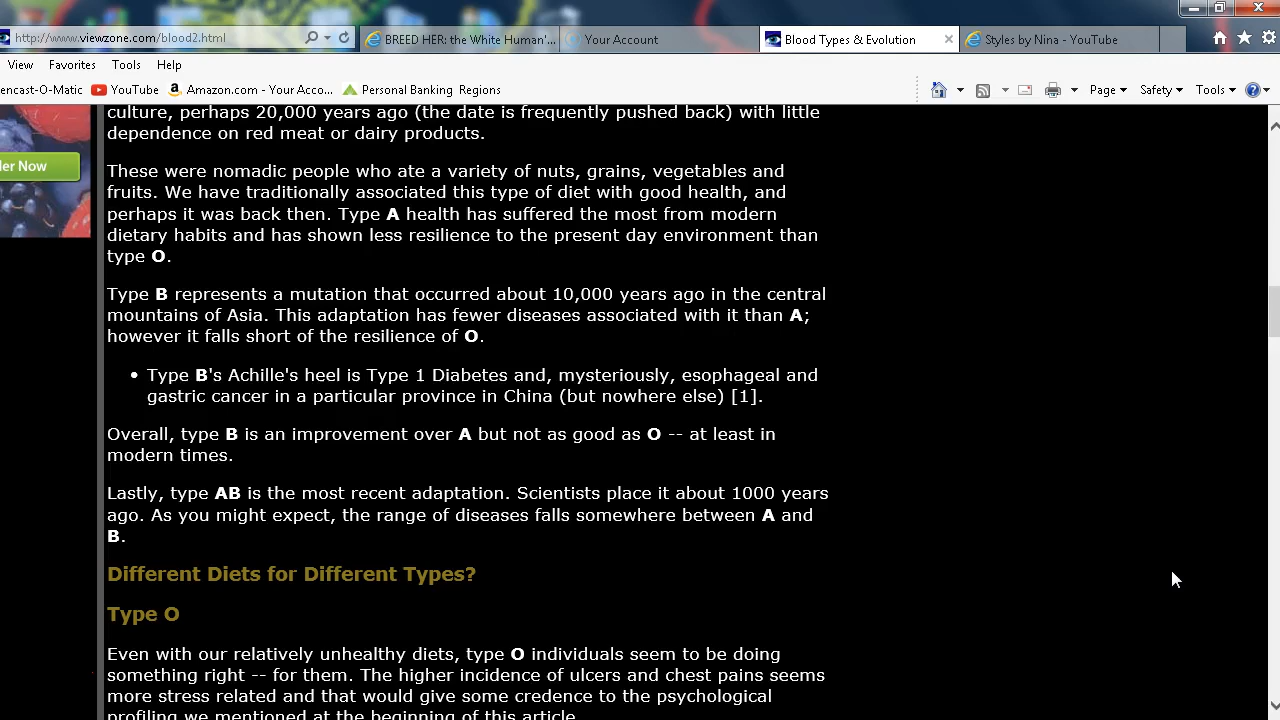 http://www.viewzone.com/blood2.html
BREED HER: the White Human'...
Your Account
Blood Types & Evolution
Styles by Nina - YouTube
View Favorites Tools Help
encast-O-Matic YouTube Amazon.com - Your Acco... Personal Banking Regions
Page Safety Tools
der Now
culture, perhaps 20,000 years ago (the date is frequently pushed back) with little
dependence on red meat or dairy products.
These were nomadic people who ate a variety of nuts, grains, vegetables and
fruits. We have traditionally associated this type of diet with good health, and
perhaps it was back then. Type A health has suffered the most from modern
dietary habits and has shown less resilience to the present day environment than
type O.
Type B represents a mutation that occurred about 10,000 years ago in the central
mountains of Asia. This adaptation has fewer diseases associated with it than A;
however it falls short of the resilience of O.
• Type B's Achille's heel is Type 1 Diabetes and, mysteriously, esophageal and
gastric cancer in a particular province in China (but nowhere else) [1].
Overall, type B is an improvement over A but not as good as O -- at least in
modern times.
Lastly, type AB is the most recent adaptation. Scientists place it about 1000 years
ago. As you might expect, the range of diseases falls somewhere between A and
B.
Different Diets for Different Types?
Type O
Even with our relatively unhealthy diets, type O individuals seem to be doing
something right -- for them. The higher incidence of ulcers and chest pains seems
more stress related and that would give some credence to the psychological
profiling we mentioned at the beginning of this article.